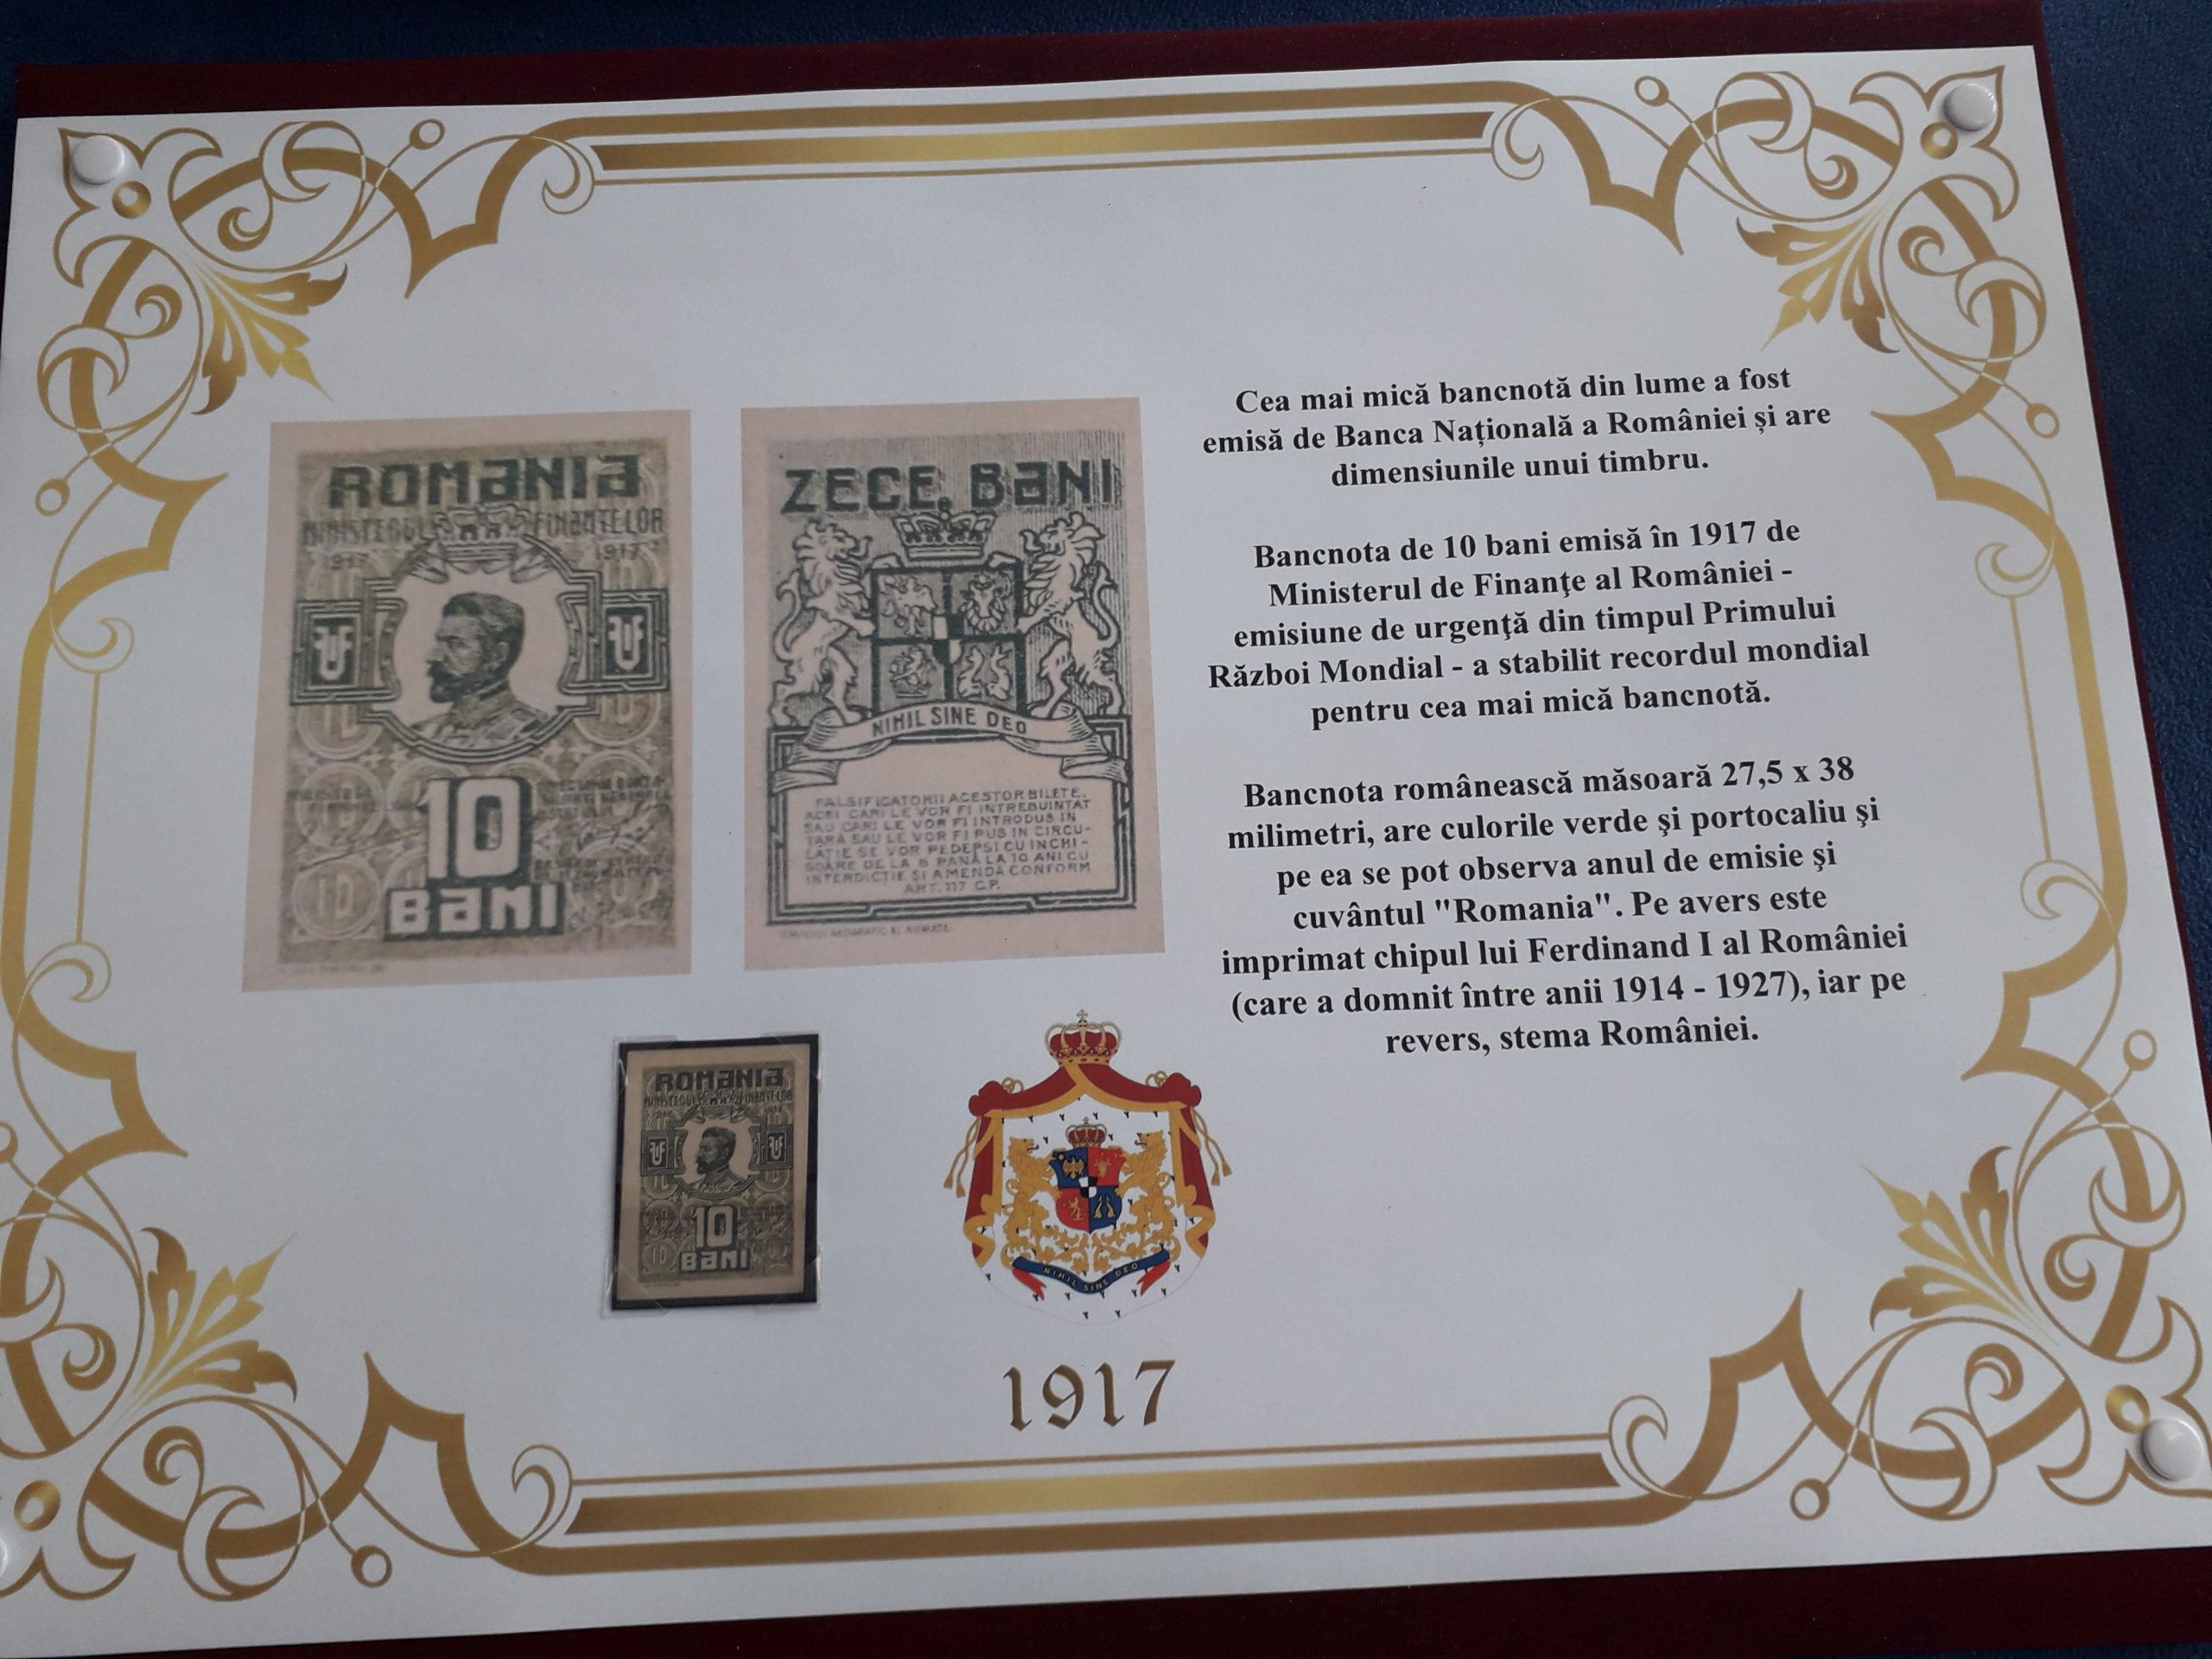 ROMANIA
MINISTERUL FINANTELOR
1917 1917
10
BANI
ZECE BANI
NIHIL SINE DEO
FALSIFICATORII ACESTOR BILETE,
ACEI CARI LE VOR FI INTREBUINTAT
SAU CARI LE VOR FI INTRODUS IN
TARA SAU LE VOR FI PUS IN CIRCU-
LATIE SE VOR PEDEPSI CU INCHI-
SOARE DE LA 5 PANA LA 10 ANI CU
INTERDICTIE SI AMENDA CONFORM
ART. 117 C.P.
Cea mai mică bancnotă din lume a fost
emisă de Banca Națională a României și are
dimensiunile unui timbru.
Bancnota de 10 bani emisă în 1917 de
Ministerul de Finanţe al României -
emisiune de urgenţă din timpul Primului
Război Mondial - a stabilit recordul mondial
pentru cea mai mică bancnotă.
Bancnota românească măsoară 27,5 x 38
milimetri, are culorile verde şi portocaliu şi
pe ea se pot observa anul de emisie şi
cuvântul "Romania". Pe avers este
imprimat chipul lui Ferdinand I al României
(care a domnit între anii 1914 - 1927), iar pe
revers, stema României.
ROMANIA
MINISTERUL FINANTELOR
10
BANI
NIHIL SINE DEO
1917